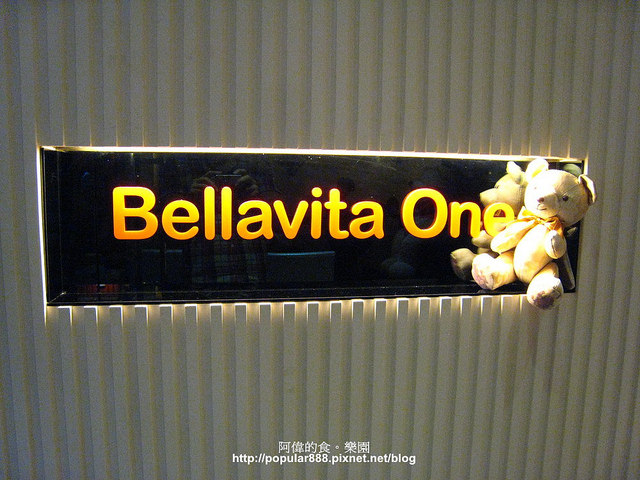 Bellavita One
阿偉的食。樂園
http://popular888.pixnet.net/blog